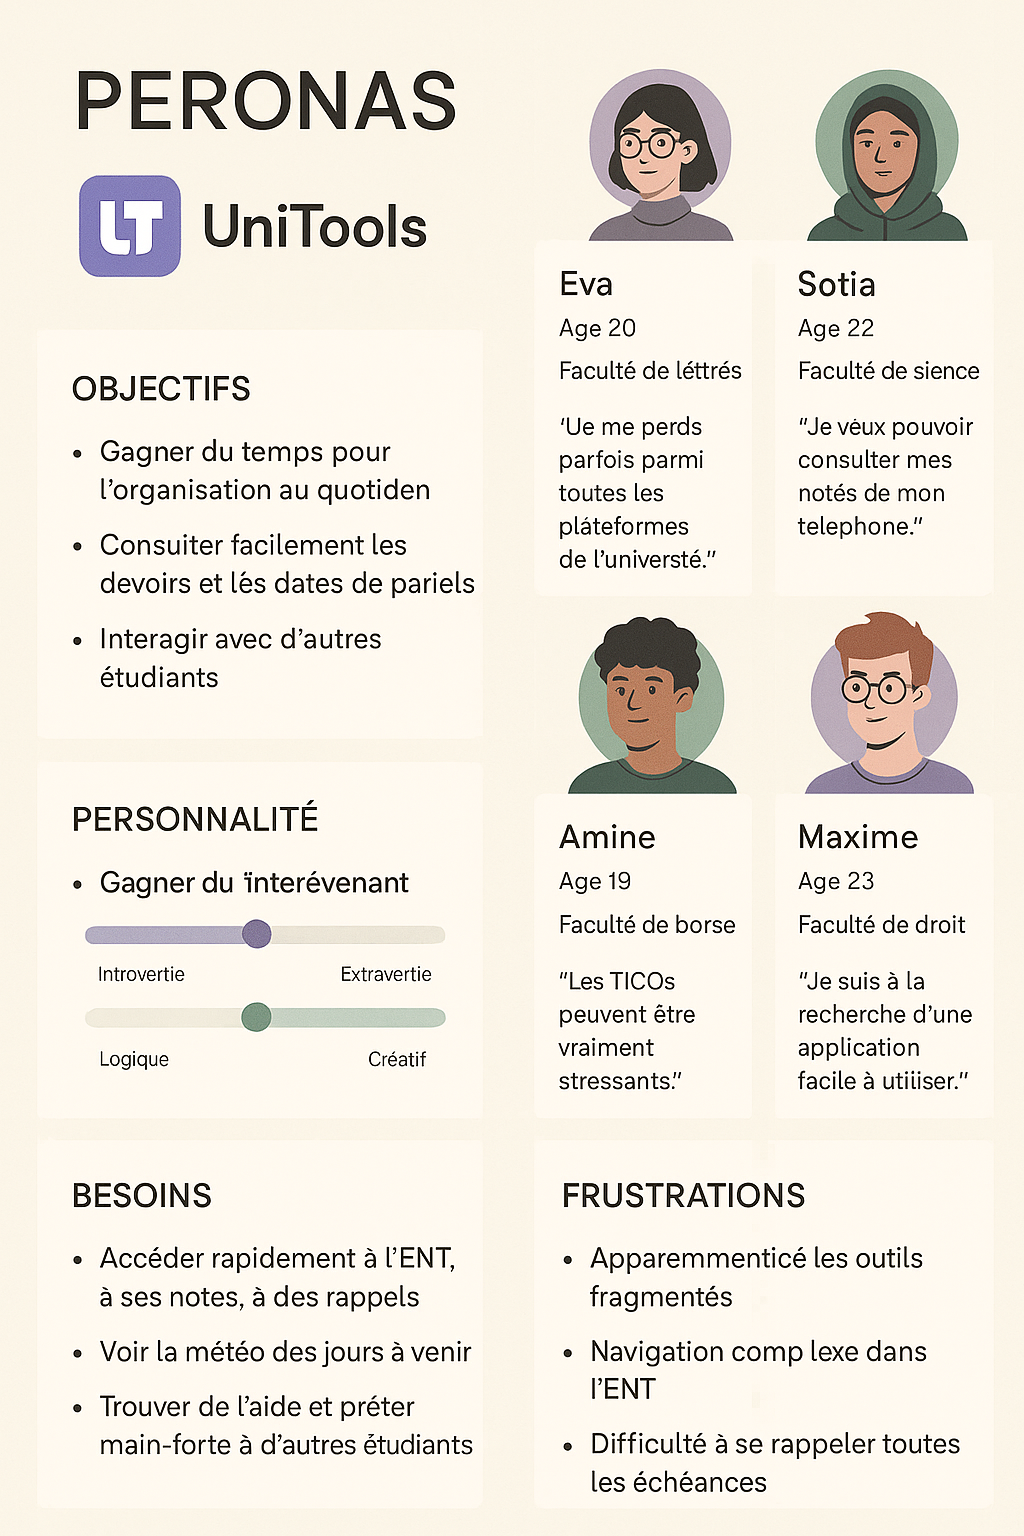 PERONAS
LT UniTools
OBJECTIFS
• Gagner du temps pour
l'organisation au quotiden
• Consuiter facilement les
devoirs et lés dates de pariels
• Interagir avec d'autres
étudiants
PERSONNALITÉ
• Gagner du ïnterévenant
Introvertie Extravertie
Logique Créatif
BESOINS
• Accéder rapidement à l'ENT,
à ses notes, à des rappels
• Voir la météo des jours à venir
• Trouver de l'aide et préter
main-forte à d'autres étudiants
Eva
Age 20
Faculté de léttrés
‘Ue me perds
parfois parmi
toutes les
pláteformes
de l'universté.”
Sotia
Age 22
Faculté de sience
“Je vėux pouvoir
consulter mes
notés de mon
telephone.”
Amine
Age 19
Faculté de borse
“Les TICOs
peuvent être
vraiment
stressants.”
Maxime
Age 23
Faculté de droit
“Je suis à la
recherche d'une
application
facile à utiiiser.”
FRUSTRATIONS
• Apparemmenticé les outils
fragmentés
• Navigation comp lexe dans
l'ENT
• Difficulté à se rappeler toutes
les échéances